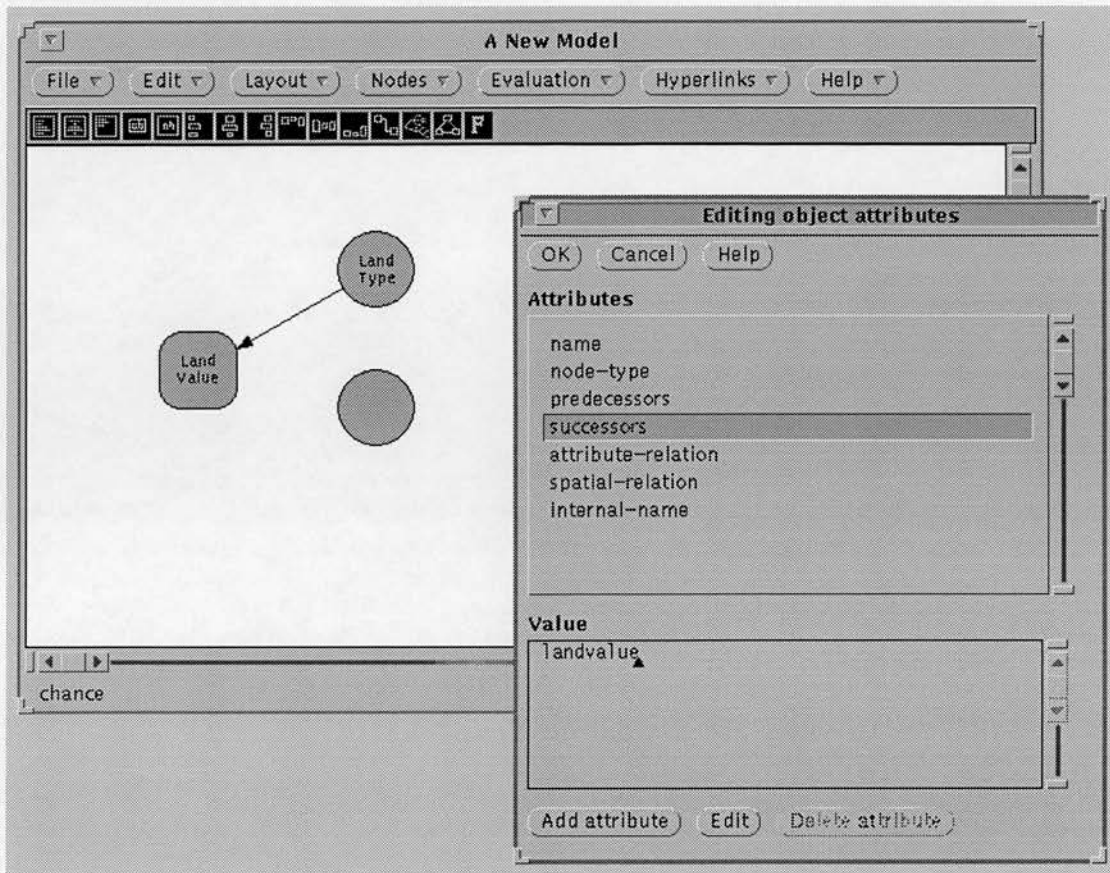 A New Model
File Edit Layout Nodes Evaluation Hyperlinks Help
Land
Type
Land
Value
chance
Editing object attributes
OK Cancel Help
Attributes
name
node-type
predecessors
successors
attribute-relation
spatial-relation
internal-name
Value
landvalue
Add attribute Edit Delete attribute